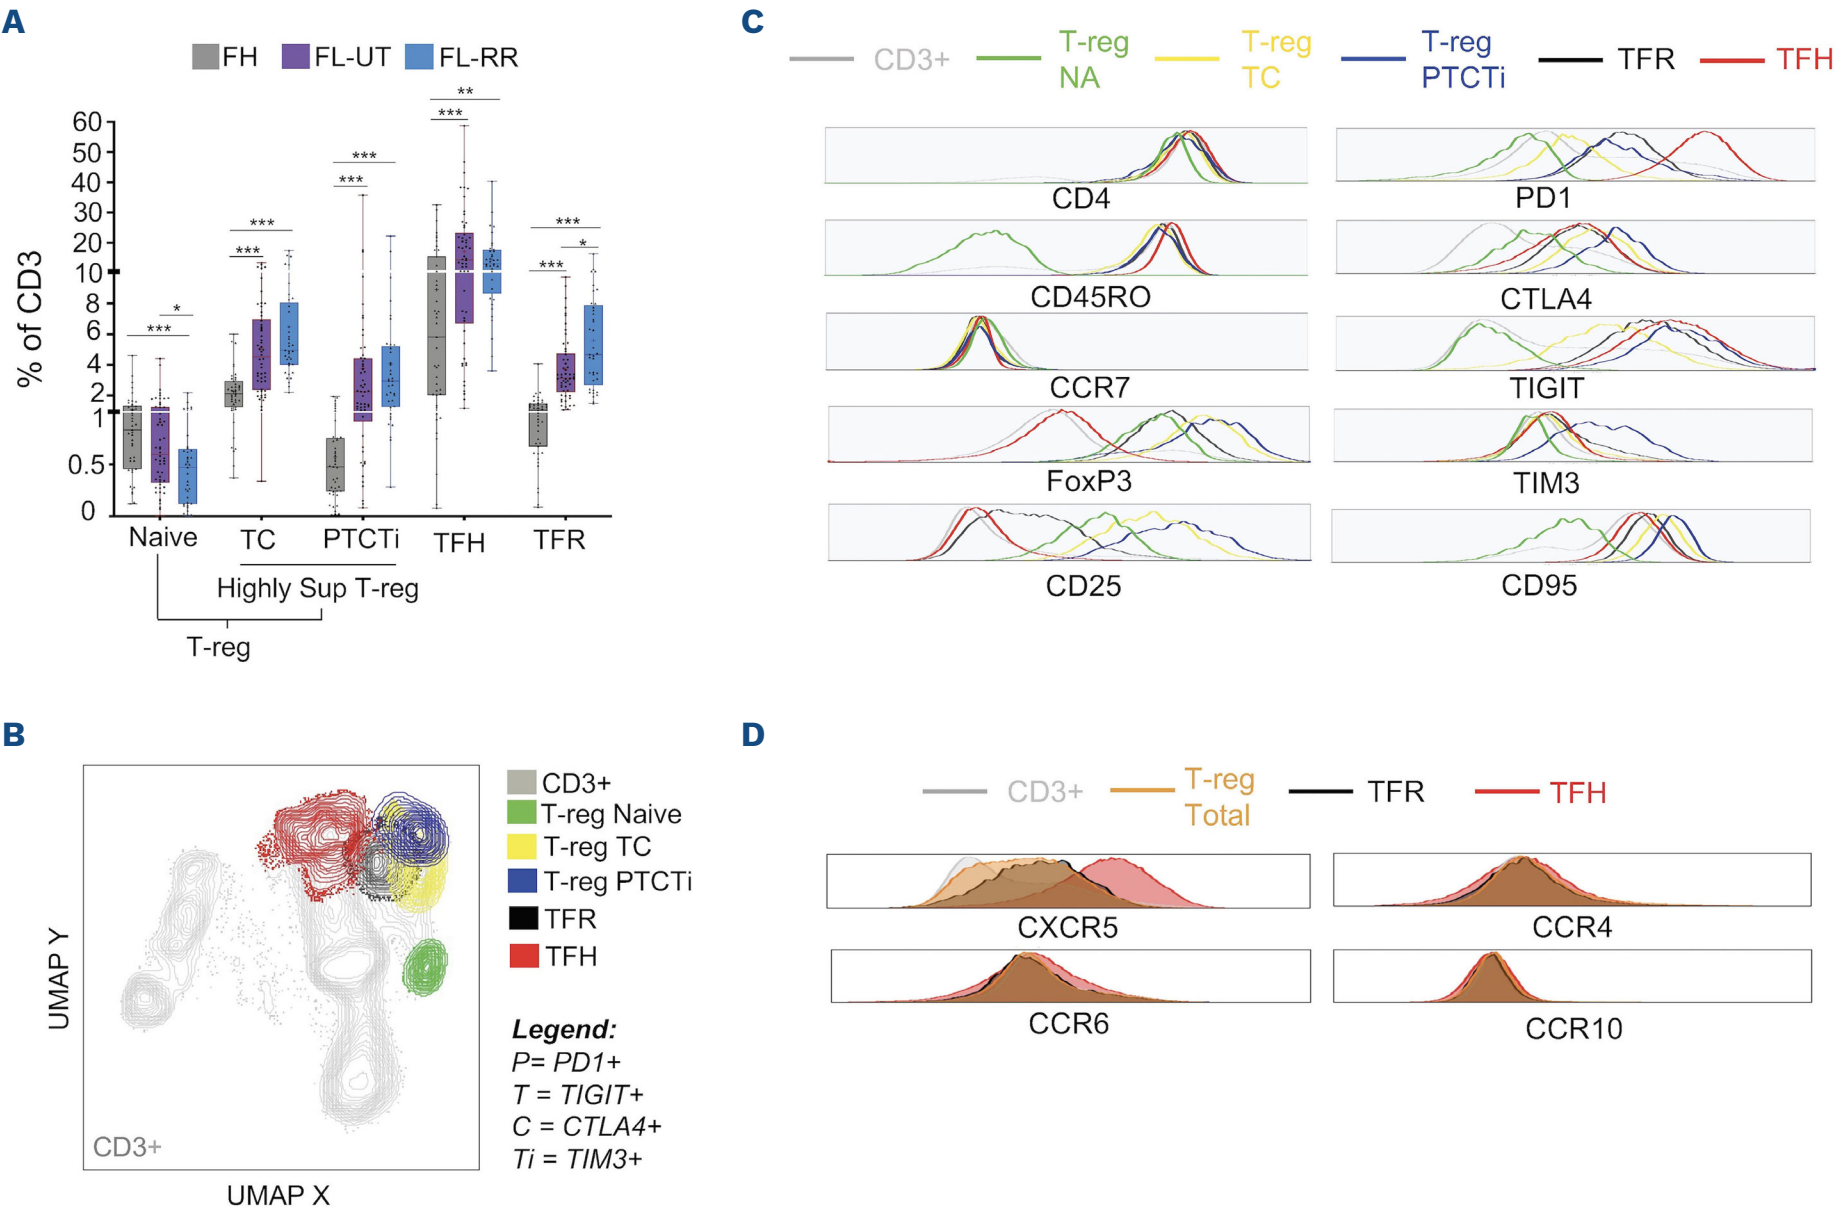 A
FH FL-UT FL-RR
% of CD3
60
50
40
30
20
10
8
6
4
2
1
0.5
0
*** *
*** ***
*** ***
*** **
*** * ***
Naive TC PTCTi TFH TFR
Highly Sup T-reg
T-reg
B
UMAP Y
CD3+
UMAP X
CD3+
T-reg Naive
T-reg TC
T-reg PTCTi
TFR
TFH
Legend:
P= PD1+
T = TIGIT+
C = CTLA4+
Ti = TIM3+
C
CD3+ T-reg NA T-reg TC T-reg PTCTi TFR TFH
CD4 PD1
CD45RO CTLA4
CCR7 TIGIT
FoxP3 TIM3
CD25 CD95
D
CD3+ T-reg Total TFR TFH
CXCR5 CCR4
CCR6 CCR10